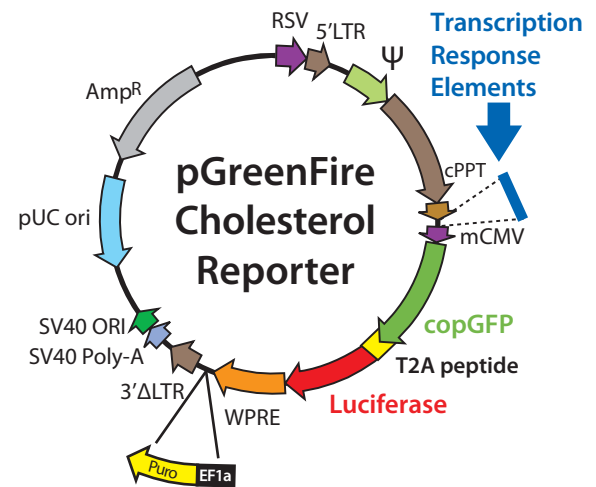 RSV
5'LTR
Ψ
Transcription
Response
Elements
AmpR
cPPT
pGreenFire
Cholesterol
Reporter
pUC ori
mCMV
copGFP
SV40 ORI
SV40 Poly-A
T2A peptide
3'ΔLTR
WPRE
Luciferase
Puro
EF1a